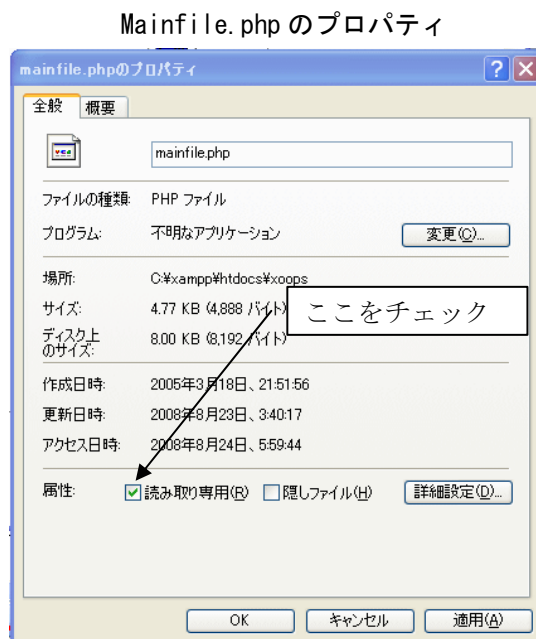 Mainfile.php のプロパティ
mainfile.phpのプロパティ
全般 概要
mainfile.php
ファイルの種類: PHP ファイル
プログラム: 不明なアプリケーション 変更(C)...
場所: C:¥xampp¥htdocs¥xoops
サイズ: 4.77 KB (4,888 バイト)
ここをチェック
ディスク上
のサイズ: 8.00 KB (8,192 バイト)
作成日時: 2005年3月18日、21:51:56
更新日時: 2008年8月23日、3:40:17
アクセス日時: 2008年8月24日、5:59:44
属性: 読み取り専用(R) 隠しファイル(H) 詳細設定(D)...
OK キャンセル 適用(A)